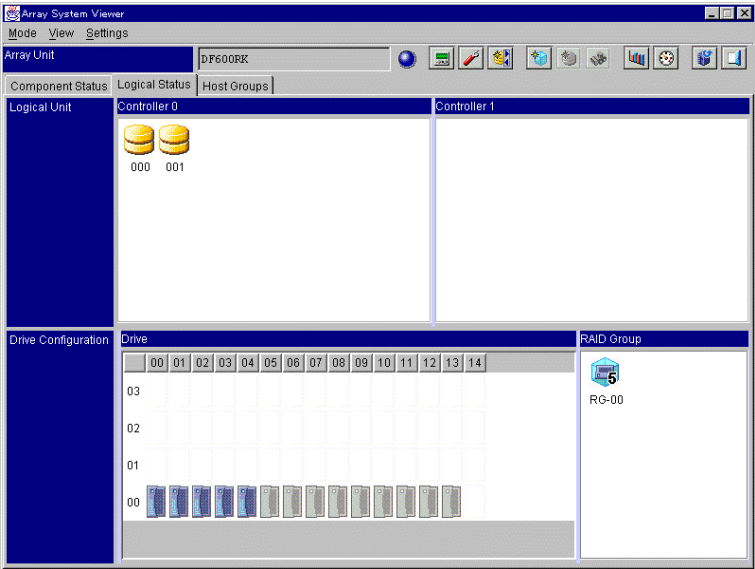 Array System Viewer
Mode View Settings
Array Unit DF600RK
Component Status Logical Status Host Groups
Logical Unit Controller 0 Controller 1
000 001
Drive Configuration Drive RAID Group
00 01 02 03 04 05 06 07 08 09 10 11 12 13 14
03
5
RG-00
02
01
00